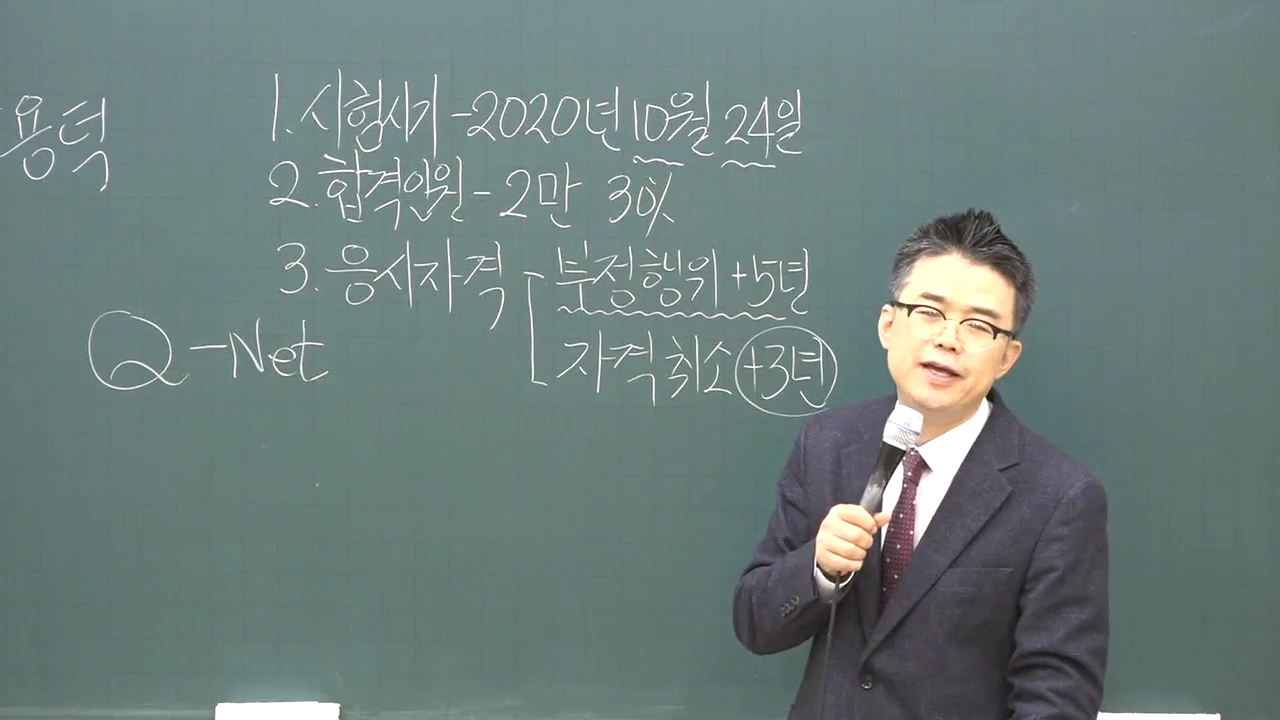 용덕
1. 시험시기 - 2020년 10월 24일
2. 합격인원 - 2만 30%
3. 응시자격 부정행위 +5년
자격취소 +3년
Q-Net